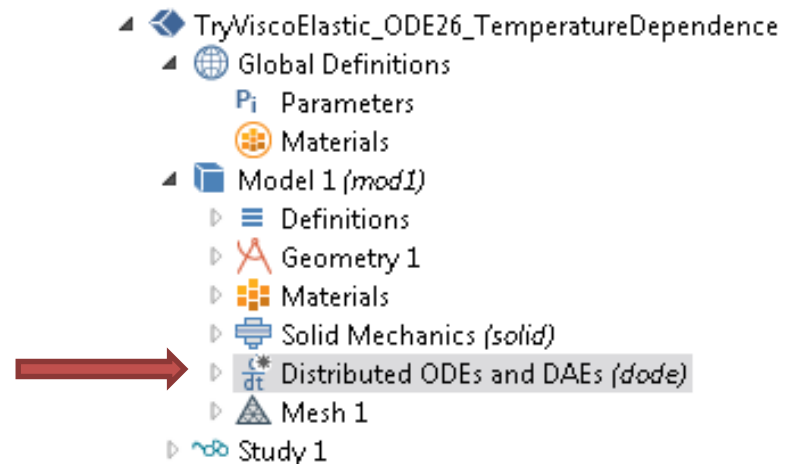 TryViscoElastic_ODE26_TemperatureDependence
Global Definitions
Pi Parameters
Materials
Model 1 (mod1)
Definitions
Geometry 1
Materials
Solid Mechanics (solid)
Distributed ODEs and DAEs (dode)
Mesh 1
Study 1